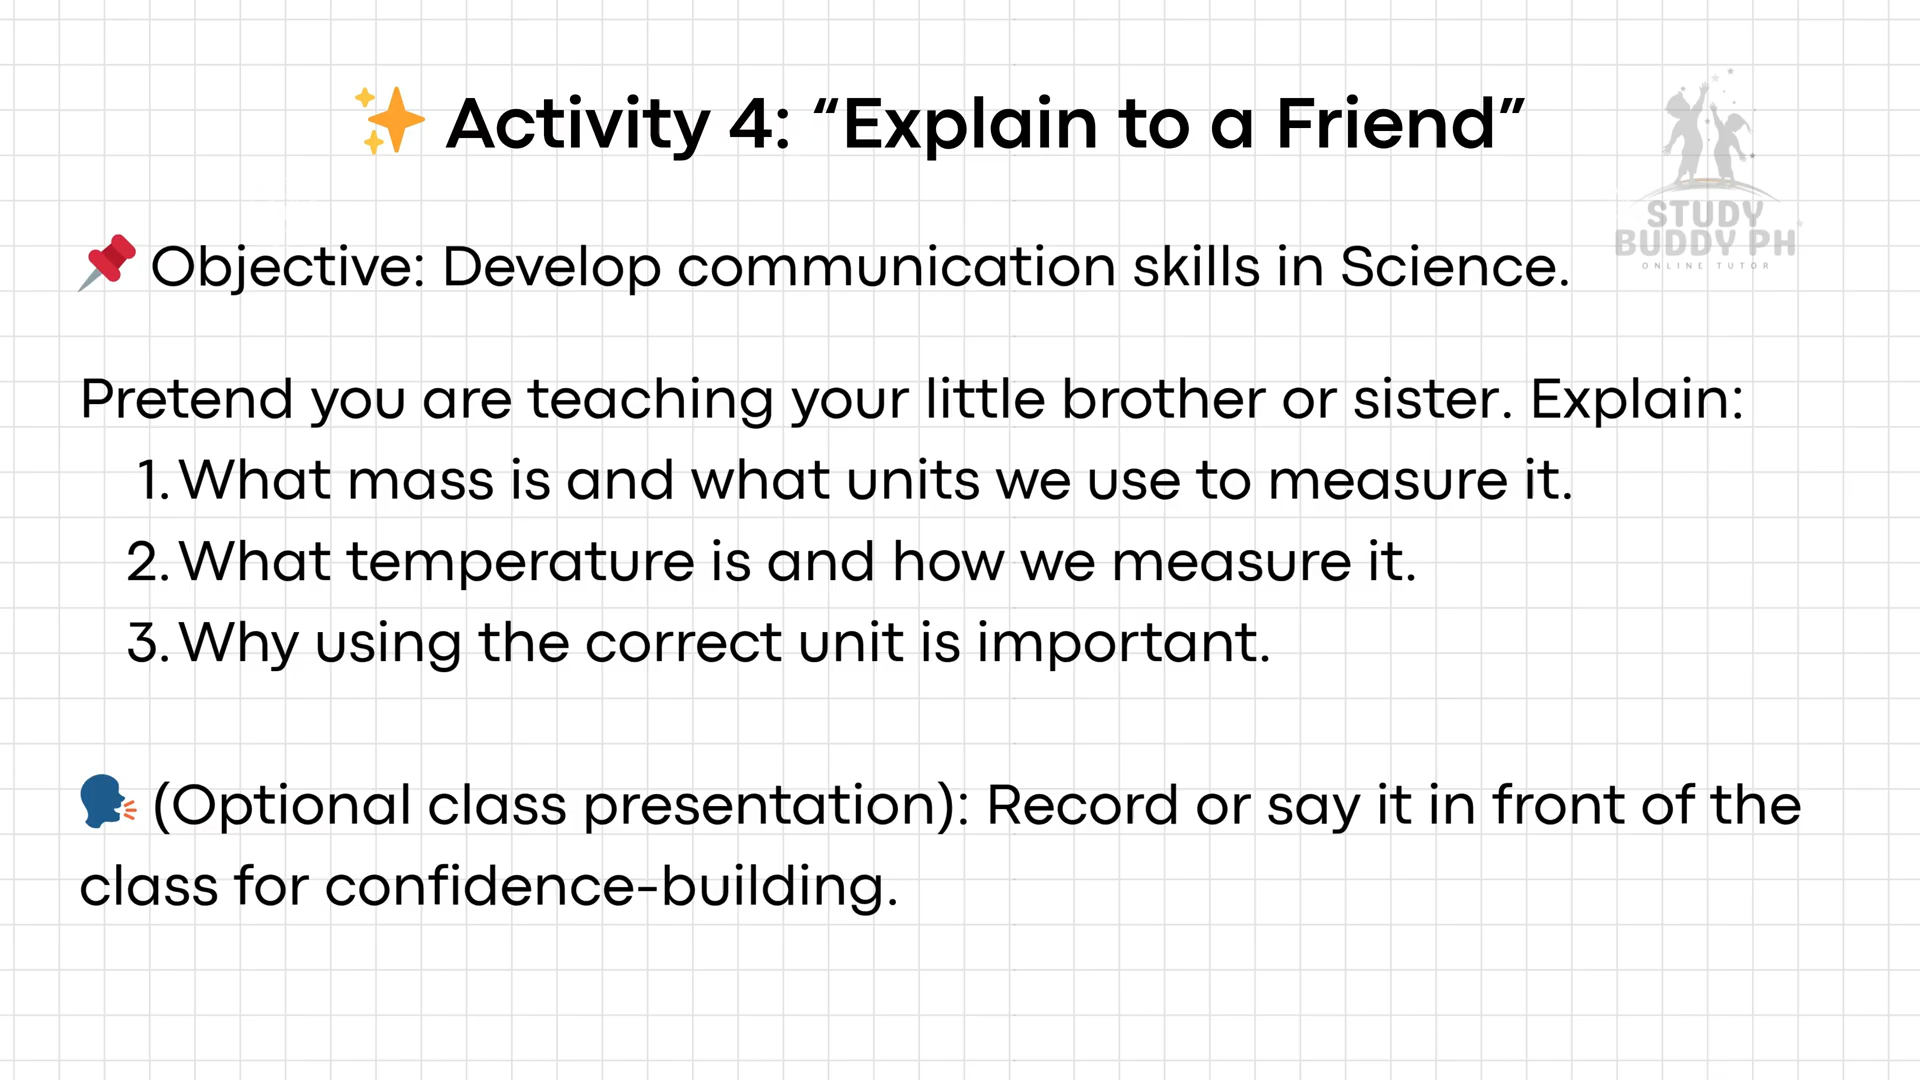 ✨ Activity 4: “Explain to a Friend”
STUDY
BUDDY PH
ONLINE TUTOR
📌 Objective: Develop communication skills in Science.
Pretend you are teaching your little brother or sister. Explain:
1. What mass is and what units we use to measure it.
2. What temperature is and how we measure it.
3. Why using the correct unit is important.
🗣️ (Optional class presentation): Record or say it in front of the
class for confidence-building.